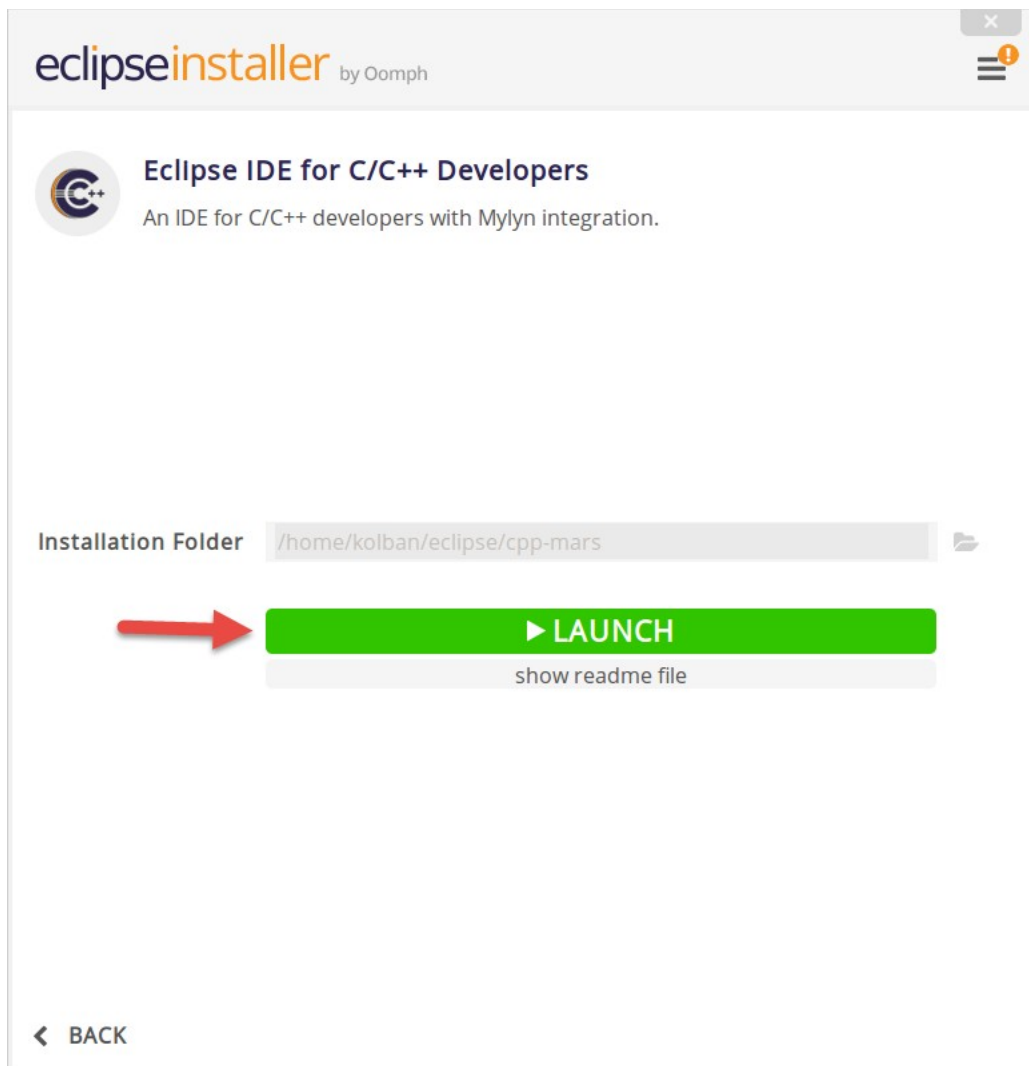 eclipseinstaller by Oomph
EclIpse IDE for C/C++ Developers
An IDE for C/C++ developers with Mylyn integration.
Installation Folder /home/kolban/eclipse/cpp-mars
LAUNCH
show readme file
BACK